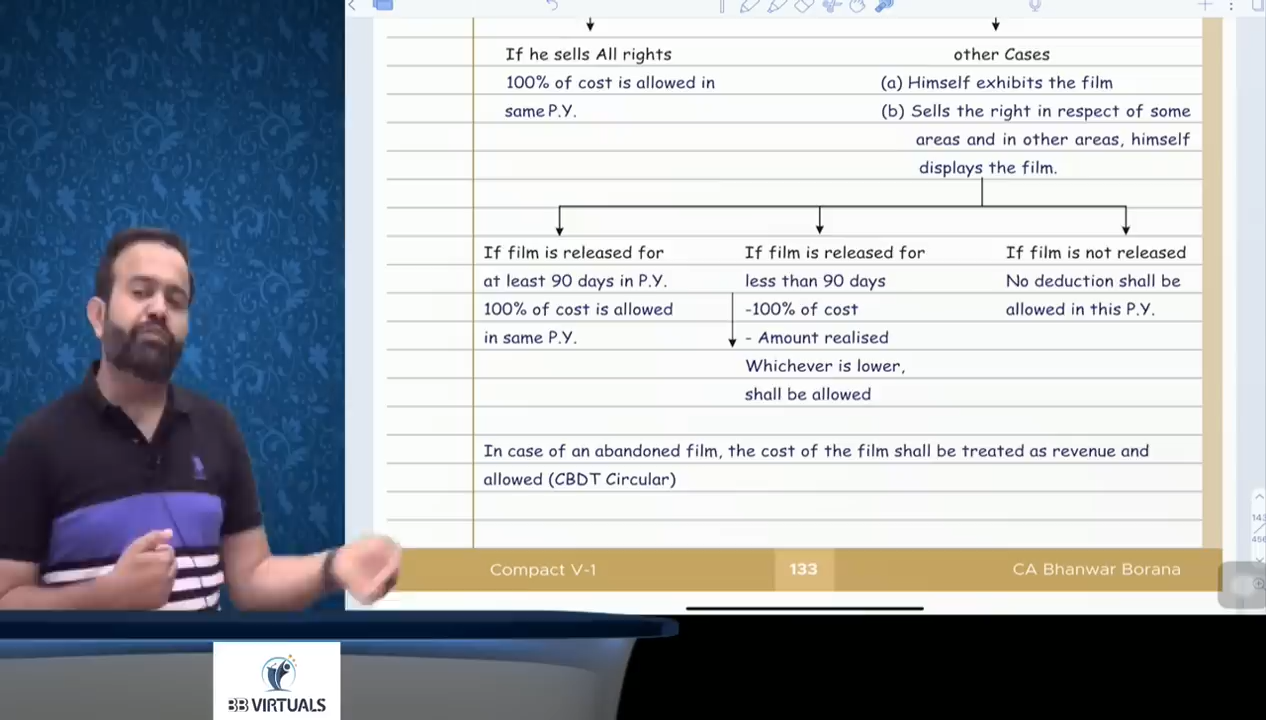 If he sells All rights
100% of cost is allowed in
same P.Y.
other Cases
(a) Himself exhibits the film
(b) Sells the right in respect of some
areas and in other areas, himself
displays the film.
If film is released for
at least 90 days in P.Y.
100% of cost is allowed
in same P.Y.
If film is released for
less than 90 days
-100% of cost
- Amount realised
Whichever is lower,
shall be allowed
If film is not released
No deduction shall be
allowed in this P.Y.
In case of an abandoned film, the cost of the film shall be treated as revenue and
allowed (CBDT Circular)
Compact V-1
133
CA Bhanwar Borana
BB VIRTUALS